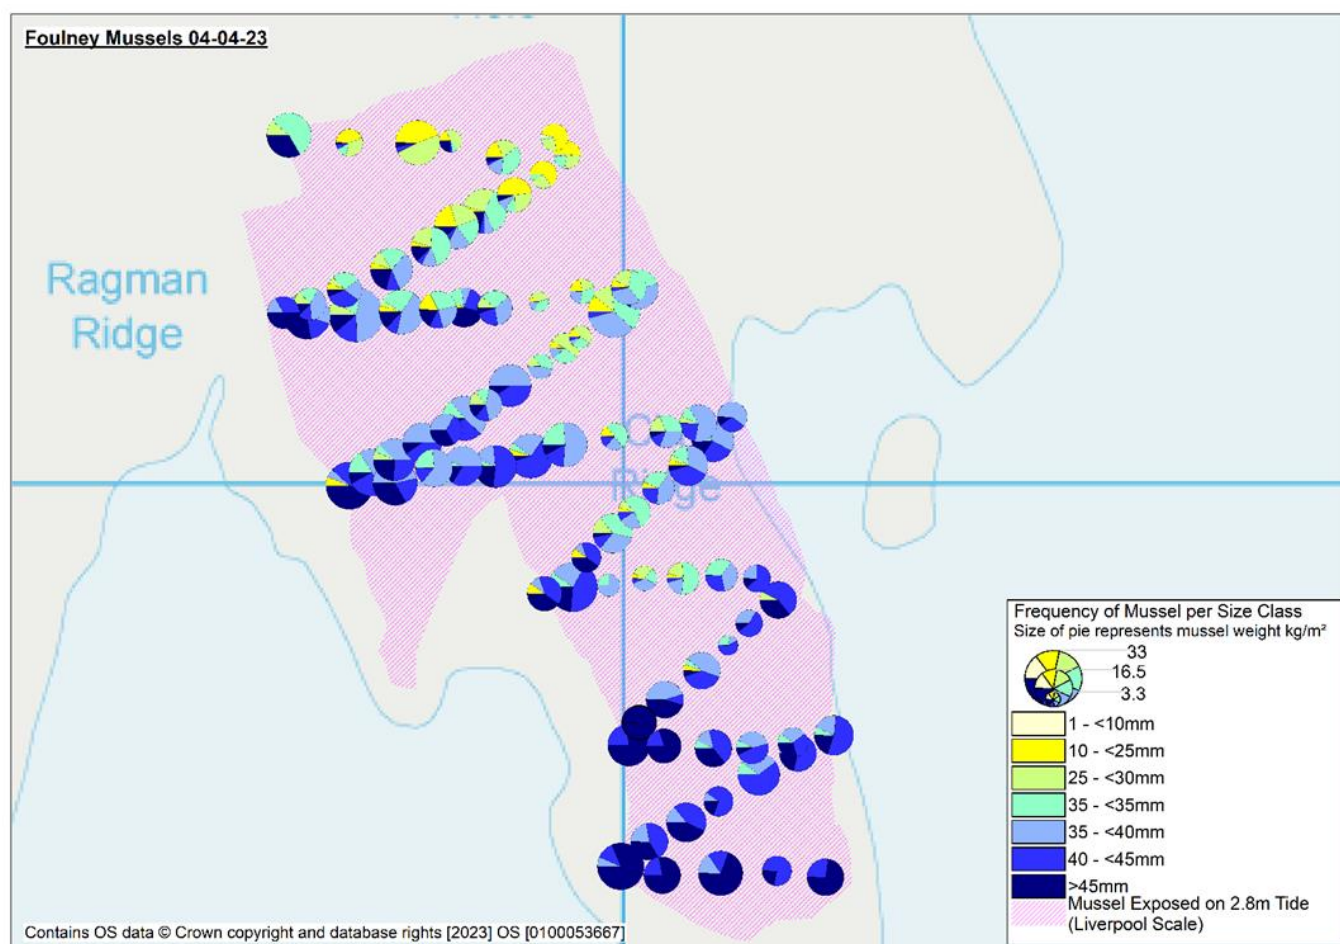 Foulney Mussels 04-04-23
Ragman
Ridge
Ridge
Frequency of Mussel per Size Class
Size of pie represents mussel weight kg/m²
33
16.5
3.3
1 - <10mm
10 - <25mm
25 - <30mm
35 - <35mm
35 - <40mm
40 - <45mm
>45mm
Mussel Exposed on 2.8m Tide
(Liverpool Scale)
Contains OS data © Crown copyright and database rights [2023] OS [0100053667]